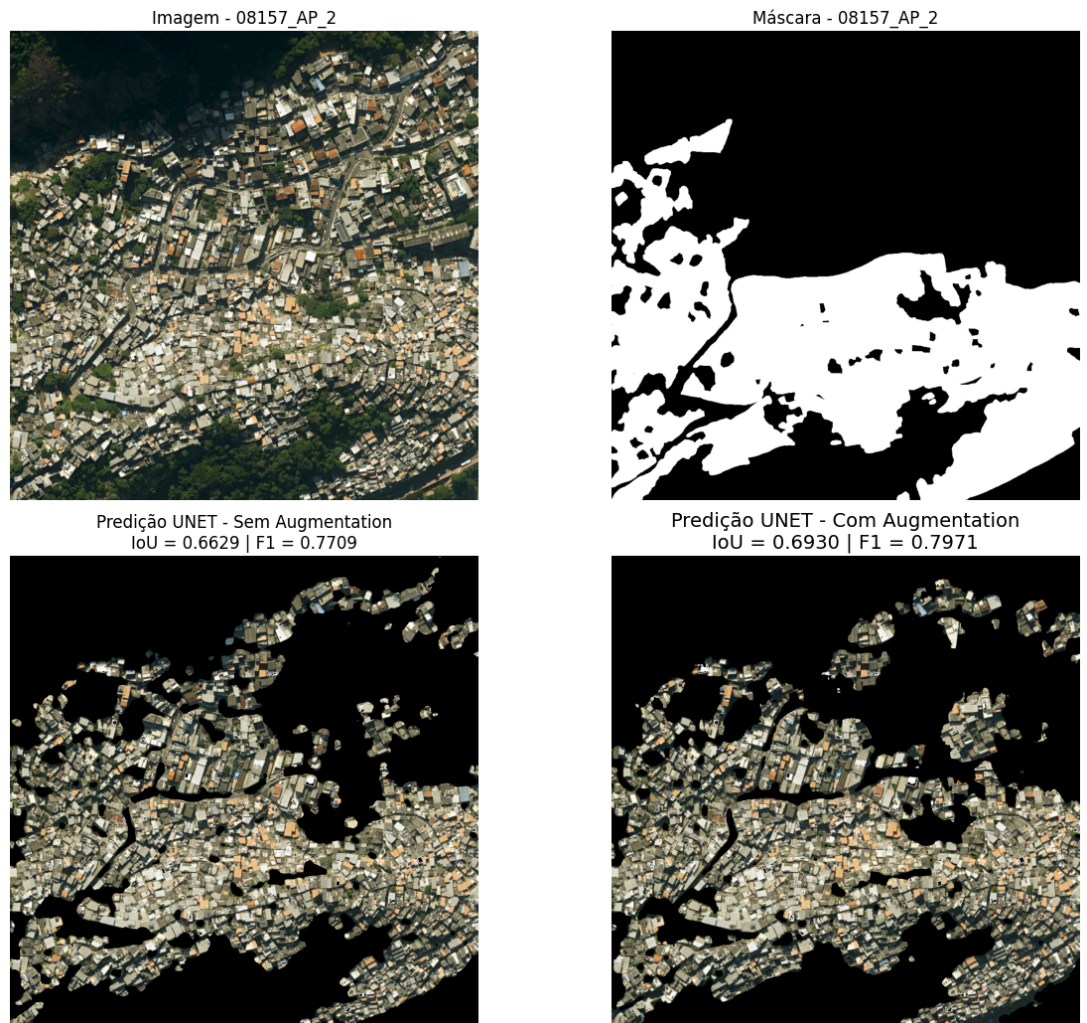 Imagem - 08157_AP_2
Máscara - 08157_AP_2
Predição UNET - Sem Augmentation
IoU = 0.6629 | F1 = 0.7709
Predição UNET - Com Augmentation
IoU = 0.6930 | F1 = 0.7971